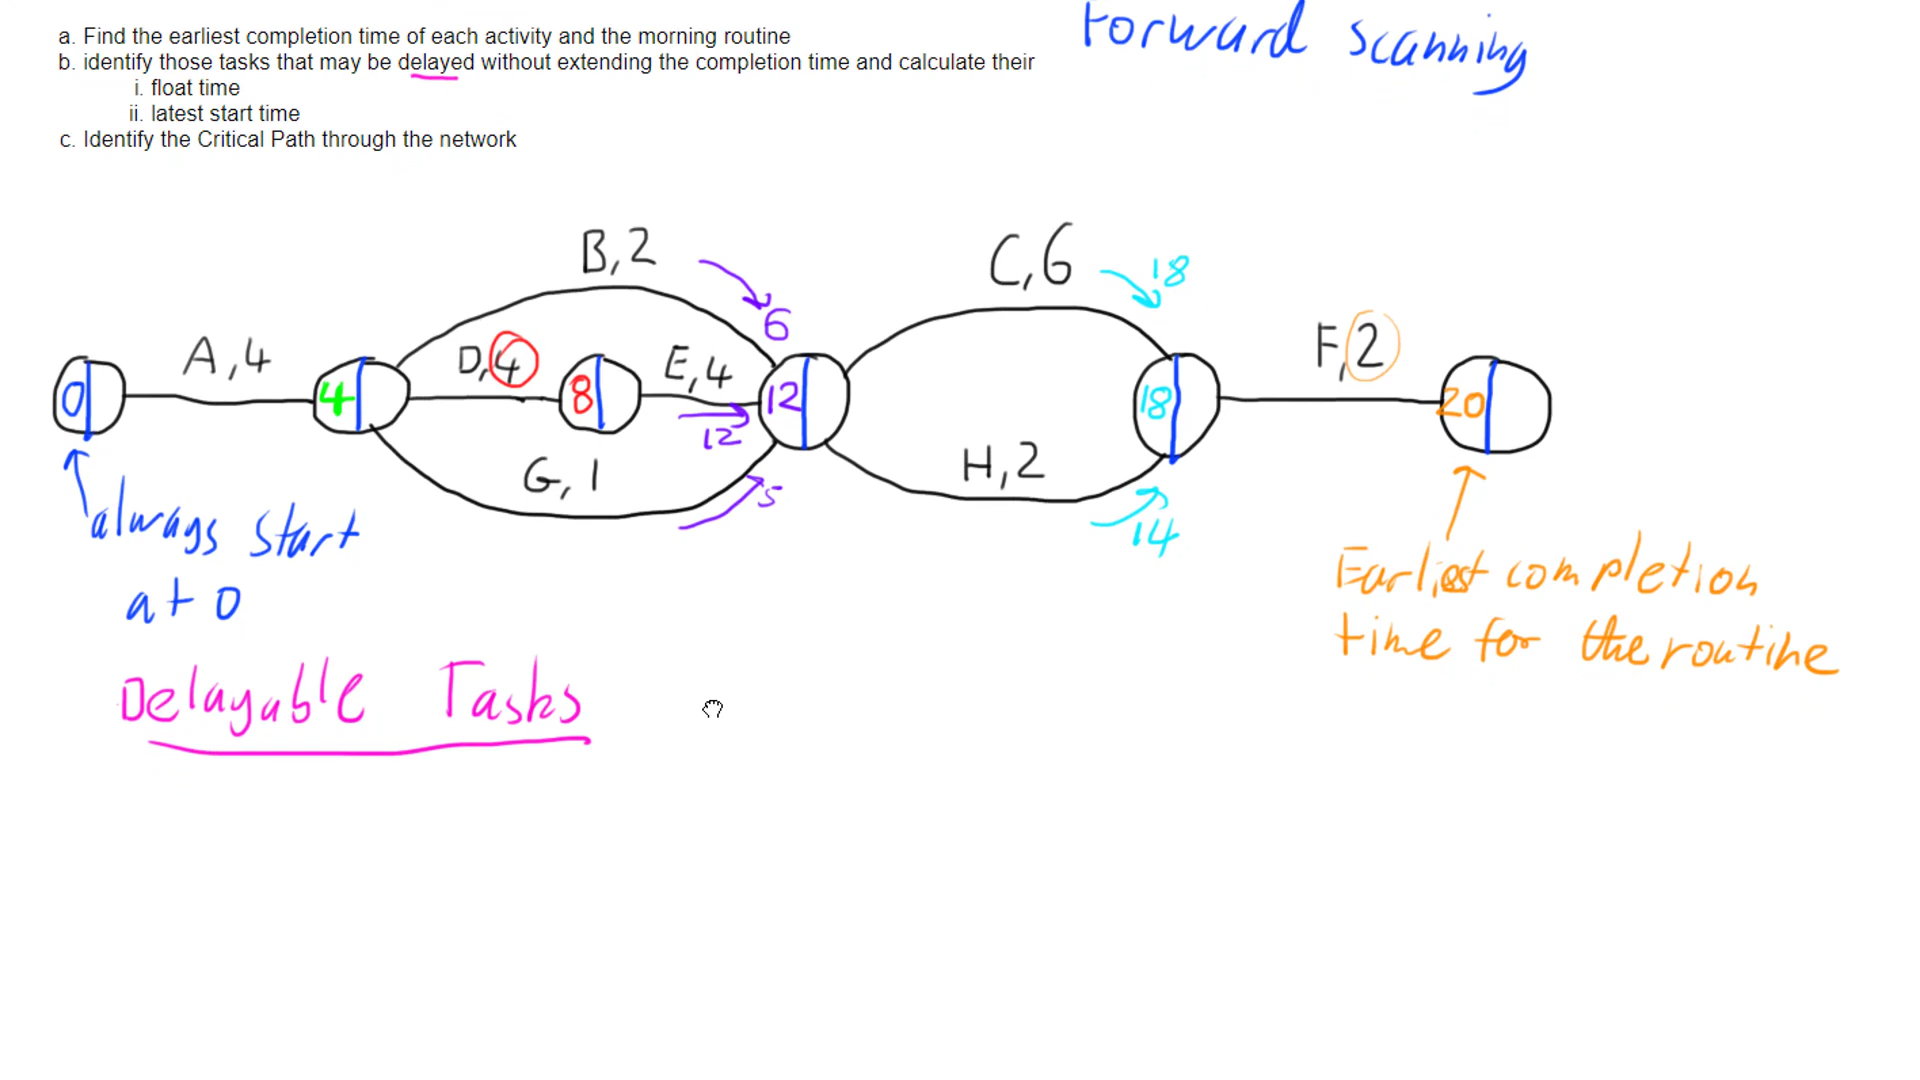 Forward scanning
a. Find the earliest completion time of each activity and the morning routine
b. identify those tasks that may be delayed without extending the completion time and calculate their
i. float time
ii. latest start time
c. Identify the Critical Path through the network
B,2
C,6
18
6
A,4
D,4
E,4
F,2
0
4
8
12
18
20
12
G,1
5
H,2
14
always start
at 0
Earliest completion
time for the routine
Delayable Tasks